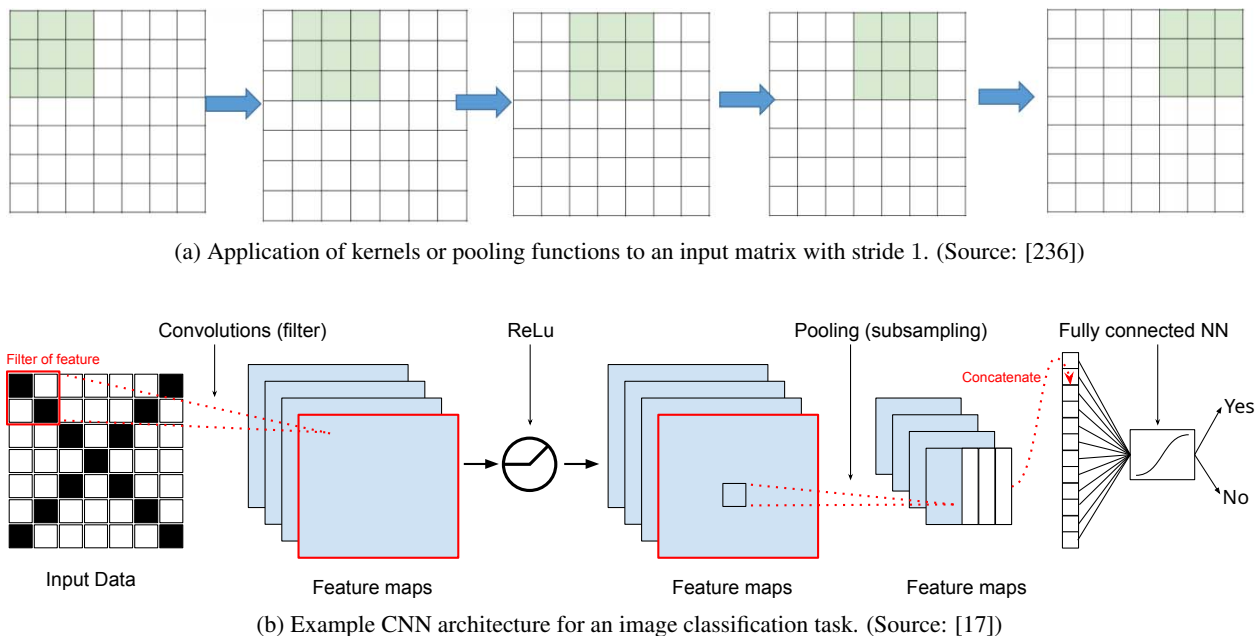 (a) Application of kernels or pooling functions to an input matrix with stride 1. (Source: [236])
Convolutions (filter)
ReLu
Pooling (subsampling)
Fully connected NN
Filter of feature
Concatenate
Yes
No
Input Data
Feature maps
Feature maps
Feature maps
(b) Example CNN architecture for an image classification task. (Source: [17])